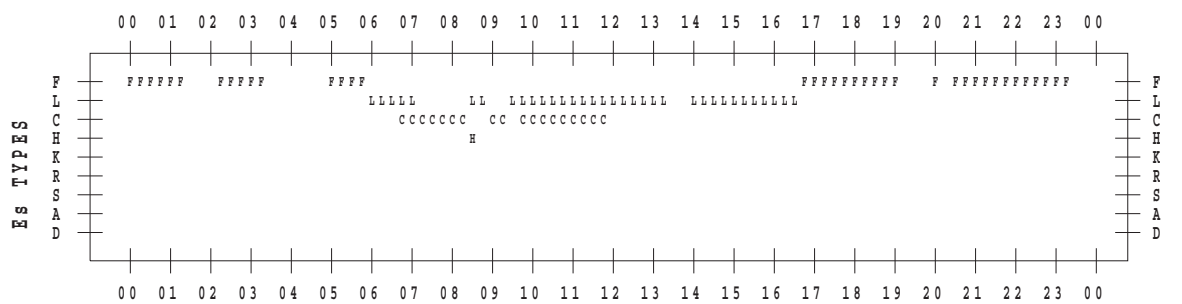 00 01 02 03 04 05 06 07 08 09 10 11 12 13 14 15 16 17 18 19 20 21 22 23 00
Es TYPES
F FFFFFF FFFFF FFFF FFFFFFFFFF F FFFFFFFFFFFF F
L LLLLL LL LLLLLLLLLLLLLLLL LLLLLLLLLLL L
C CCCCCCC CC CCCCCCCCC C
H H H
K K
R R
S S
A A
D D
00 01 02 03 04 05 06 07 08 09 10 11 12 13 14 15 16 17 18 19 20 21 22 23 00